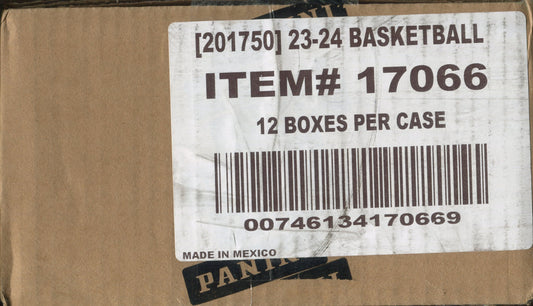 [201750] 23-24 BASKETBALL
ITEM# 17066
12 BOXES PER CASE
00746134170669
MADE IN MEXICO